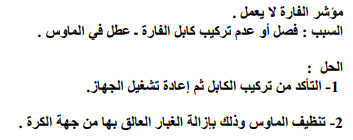 مؤشر الفارة لا يعمل .
السبب : فصل أو عدم تركيب كابل الفارة ـ عطل في الماوس .
الحل :
1- التأكد من تركيب الكابل ثم إعادة تشغيل الجهاز.
2- تنظيف الماوس وذلك بإزالة الغبار العالق بها من جهة الكرة .